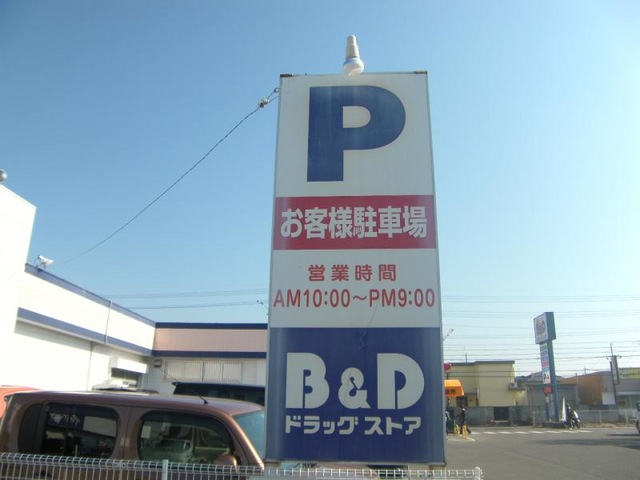 P
お客様駐車場
営業時間
AM10:00～PM9:00
B&D
ドラッグストア